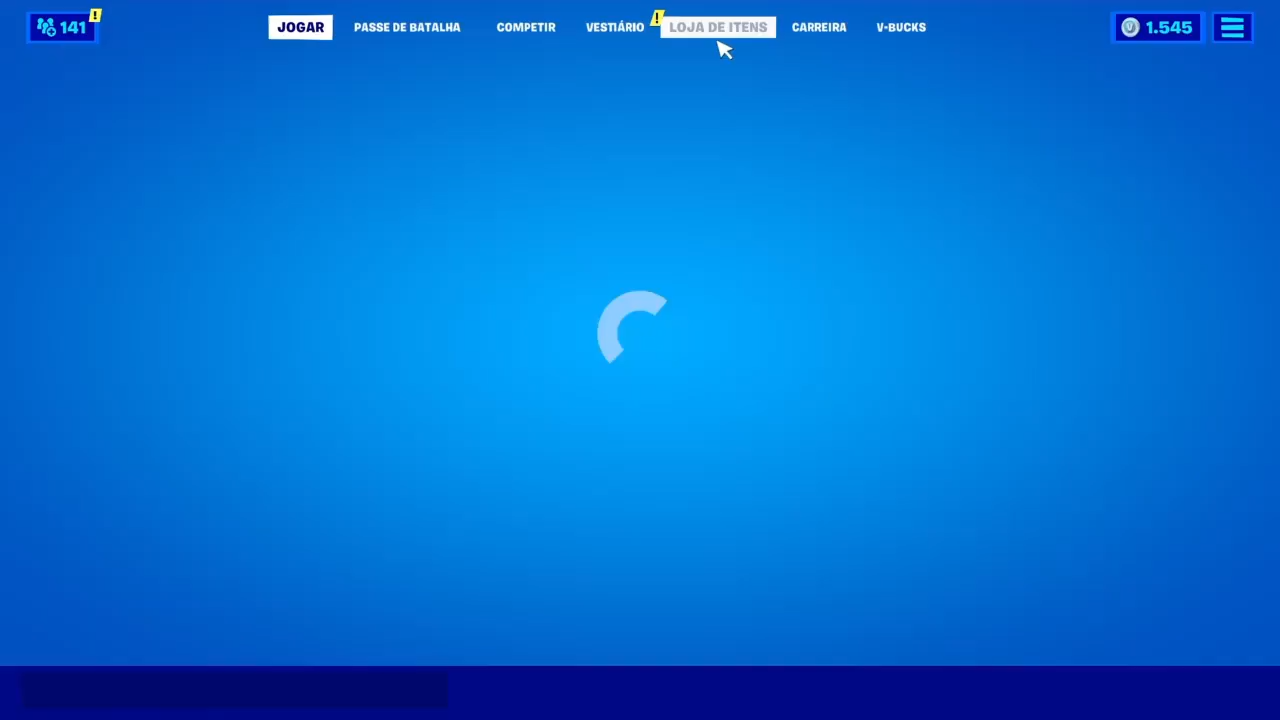 141 !
JOGAR PASSE DE BATALHA COMPETIR VESTIÁRIO ! LOJA DE ITENS CARREIRA V-BUCKS
V 1.545